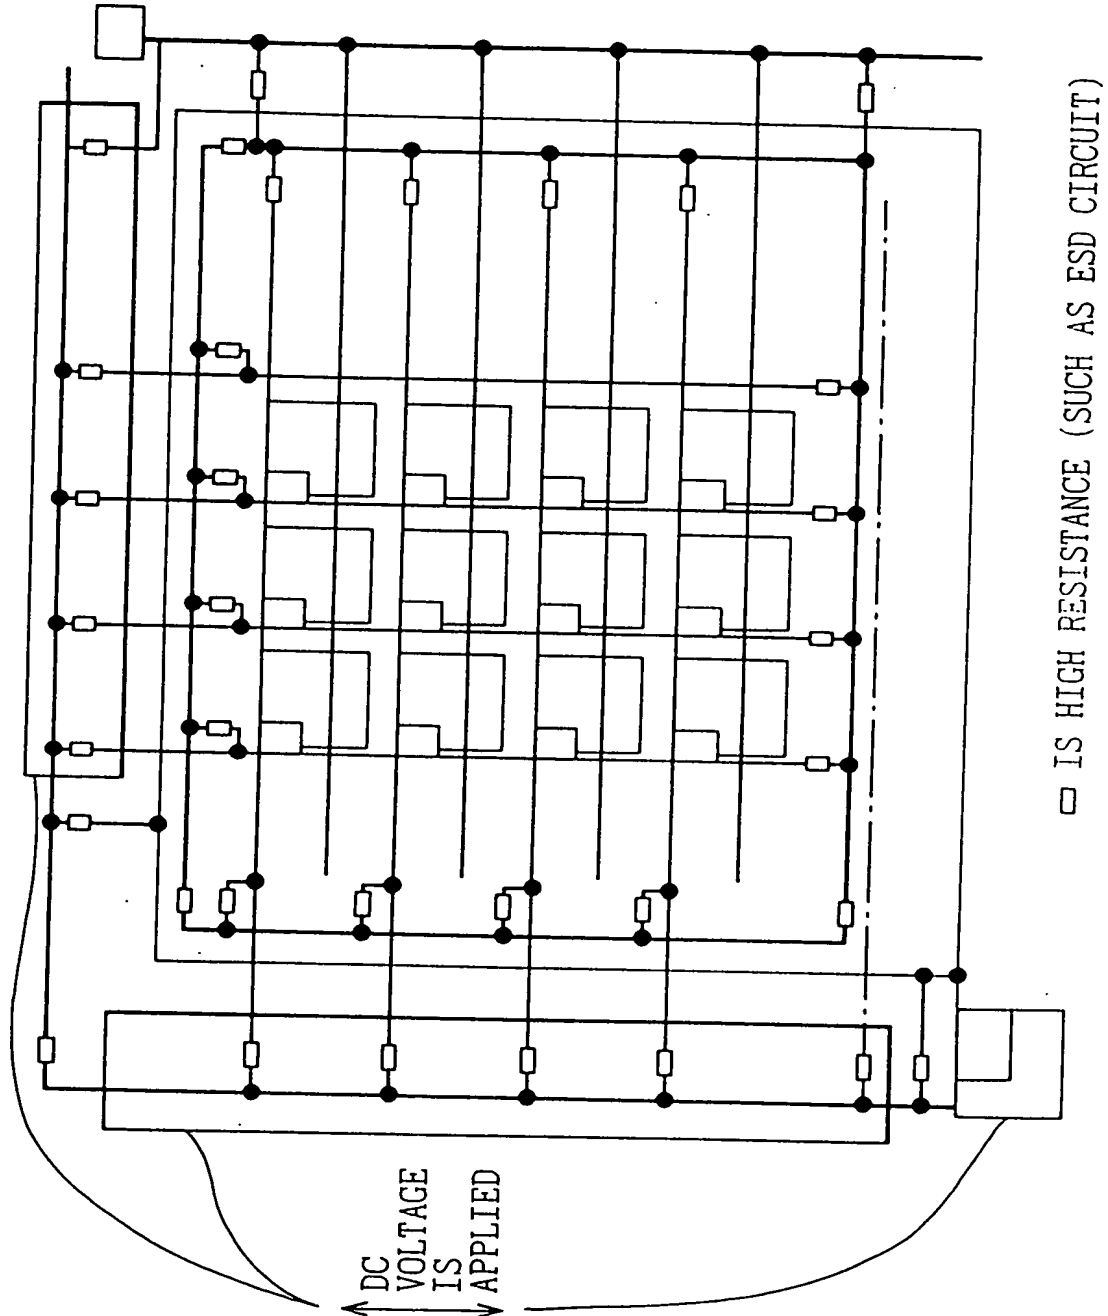 DC
VOLTAGE
IS
APPLIED
▭ IS HIGH RESISTANCE (SUCH AS ESD CIRCUIT)